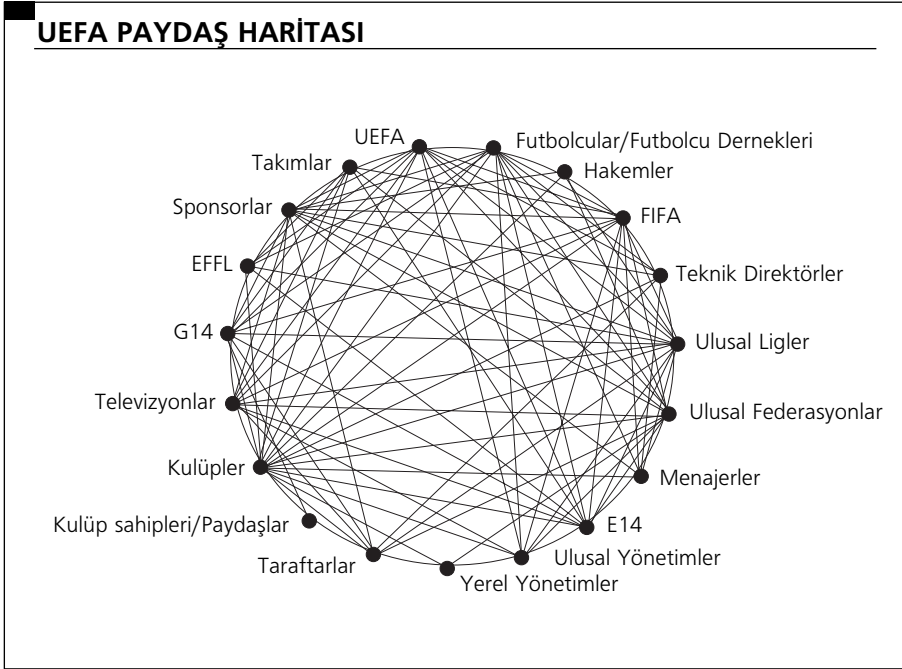 UEFA PAYDAŞ HARİTASI
UEFA
Futbolcular/Futbolcu Dernekleri
Takımlar
Hakemler
Sponsorlar
FIFA
EFFL
Teknik Direktörler
G14
Ulusal Ligler
Televizyonlar
Ulusal Federasyonlar
Kulüpler
Menajerler
Kulüp sahipleri/Paydaşlar
E14
Taraftarlar
Ulusal Yönetimler
Yerel Yönetimler